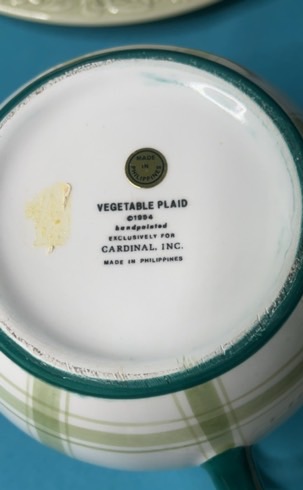 MADE
IN
PHILIPPINES
VEGETABLE PLAID
©1994
handpainted
EXCLUSIVELY FOR
CARDINAL, INC.
MADE IN PHILIPPINES